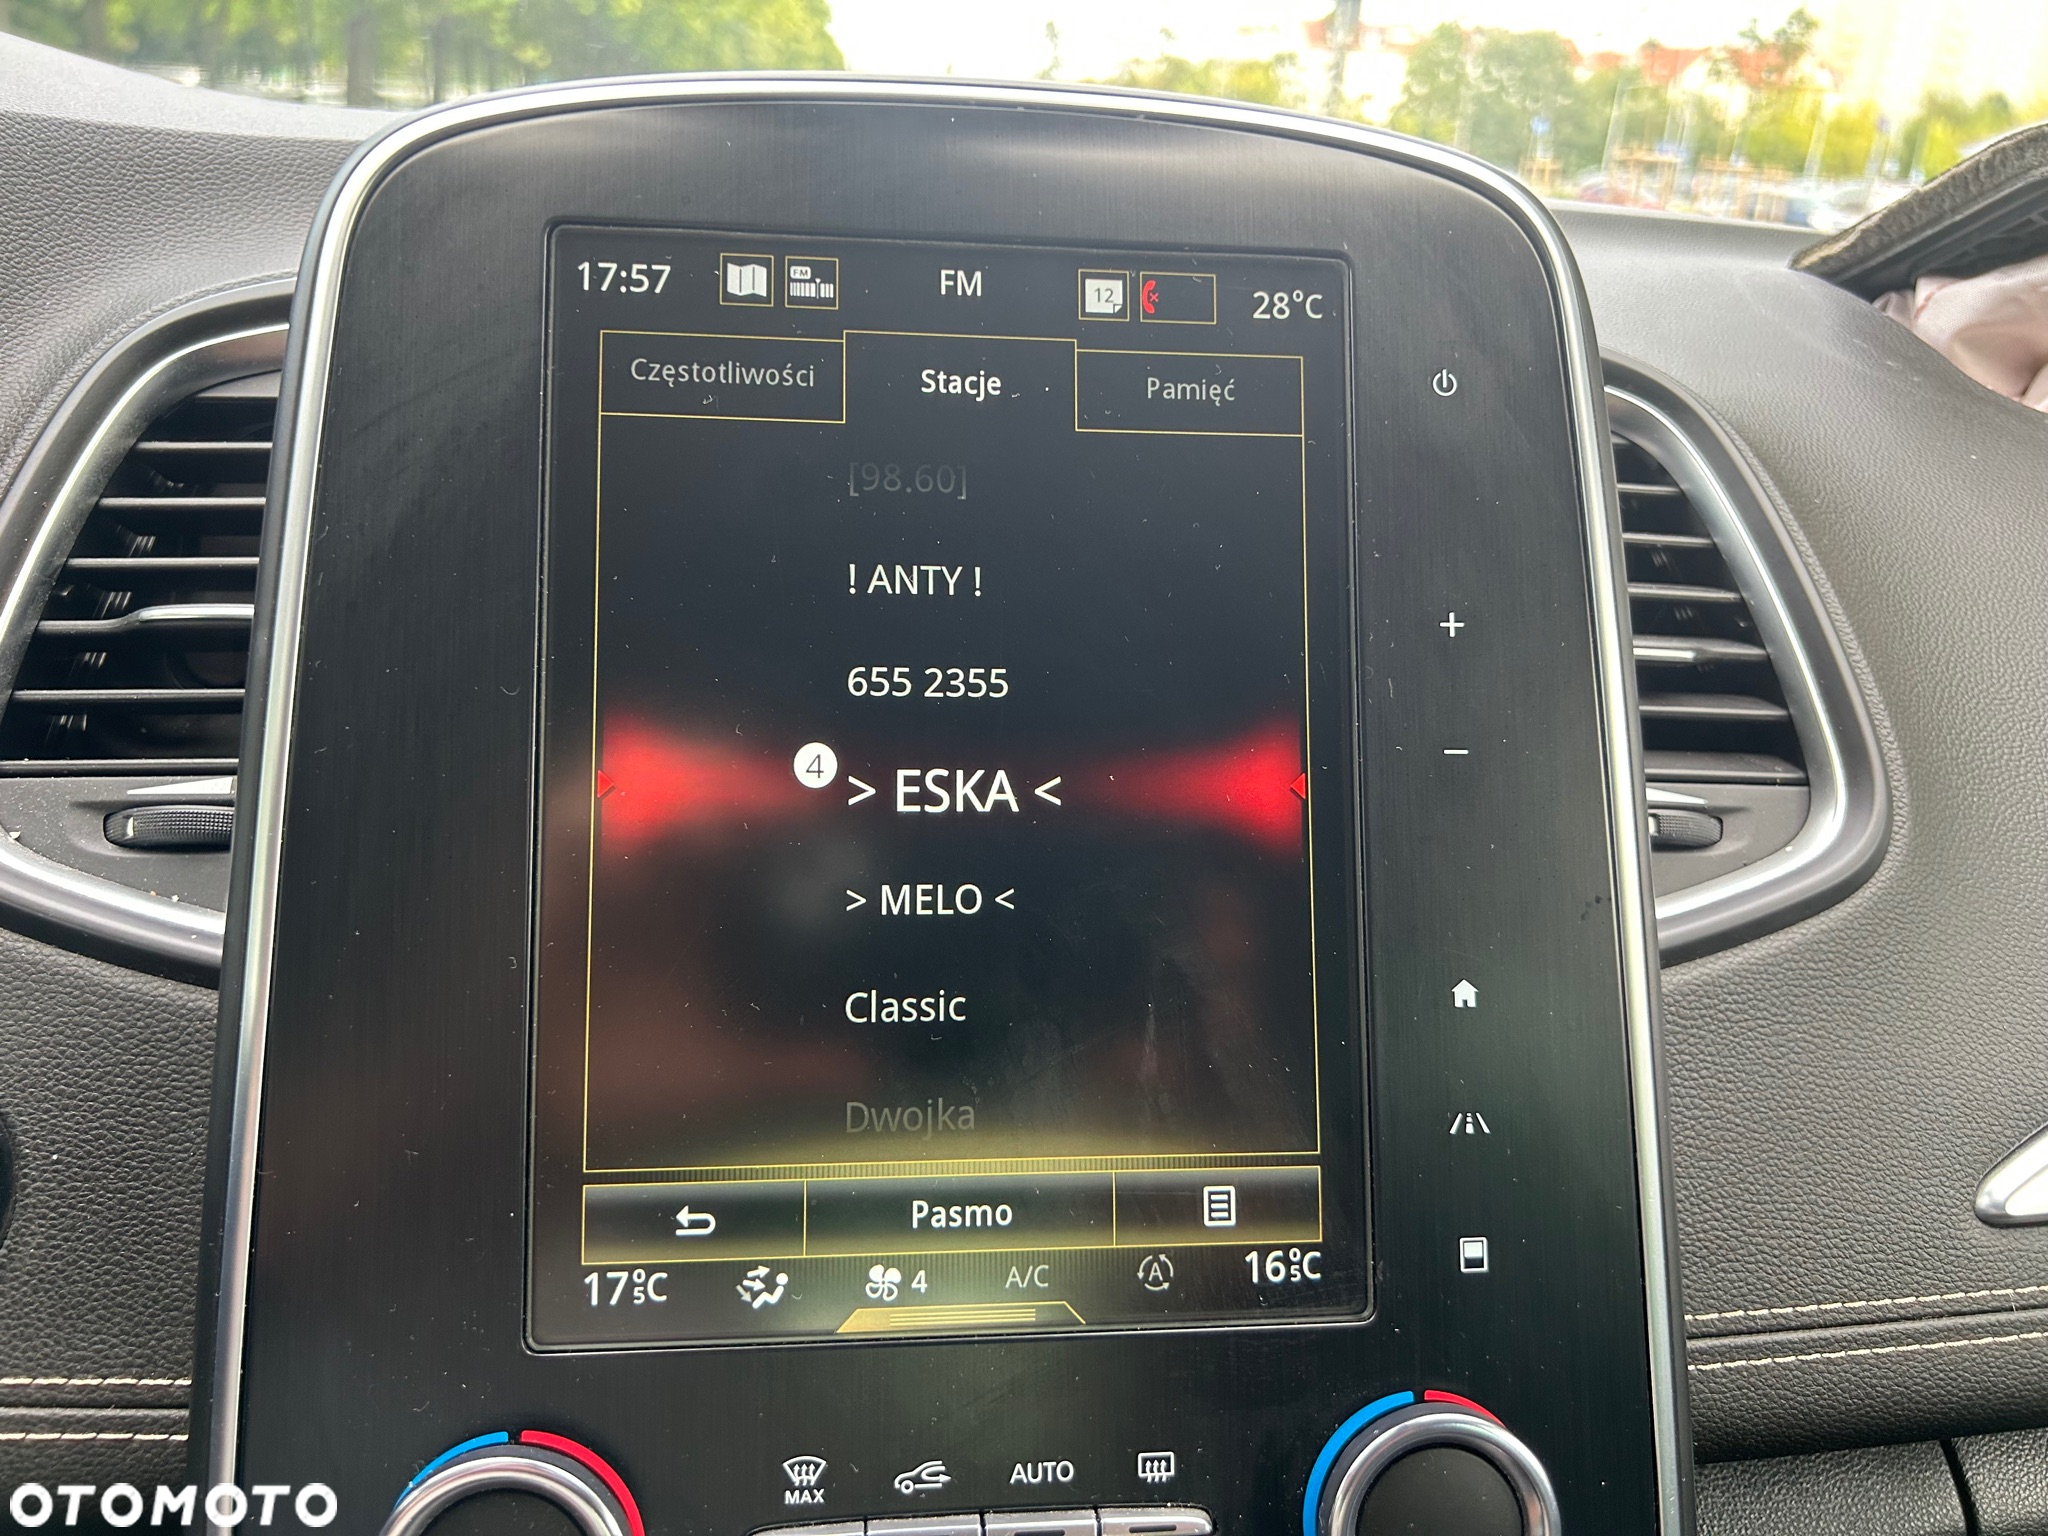 17:57 FM FM 12 28°C
Częstotliwości Stacje Pamięć
[98.60]
! ANTY !
655 2355
4 > ESKA <
> MELO <
Classic
Dwojka
Pasmo
17°5C 4 A/C A 16°5C
MAX AUTO
OTOMOTO